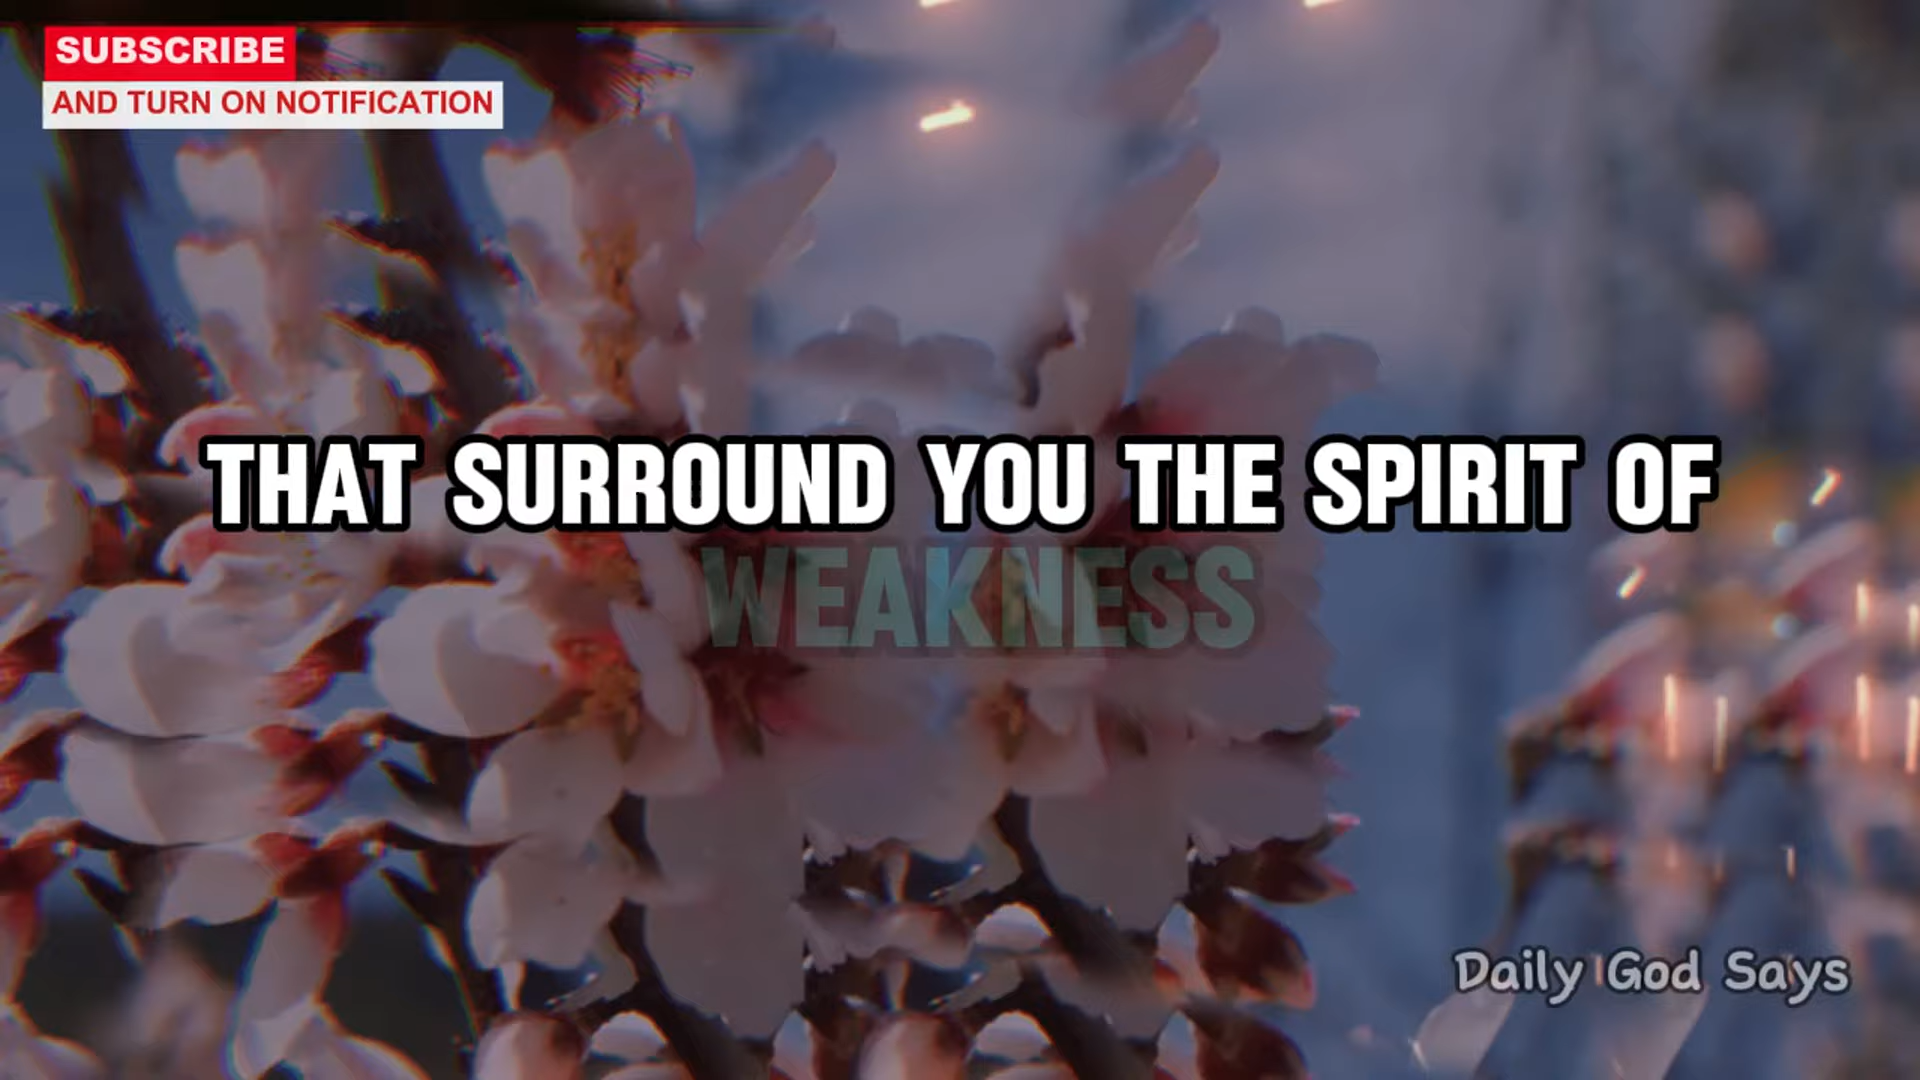 SUBSCRIBE
AND TURN ON NOTIFICATION
THAT SURROUND YOU THE SPIRIT OF
WEAKNESS
Daily God Says